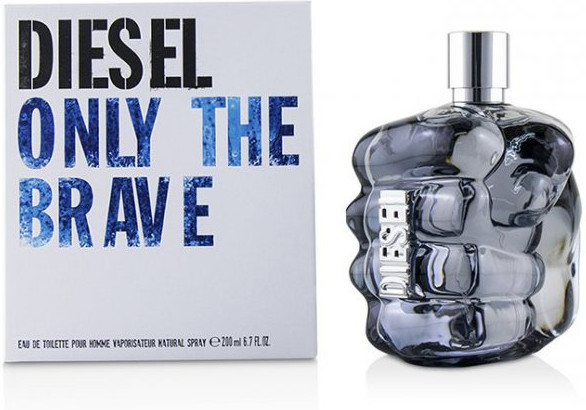 DIESEL
ONLY THE
BRAVE
EAU DE TOILETTE POUR HOMME VAPORISATEUR NATURAL SPRAY ℮ 200 ml 6.7 FL.OZ.
DIESEL